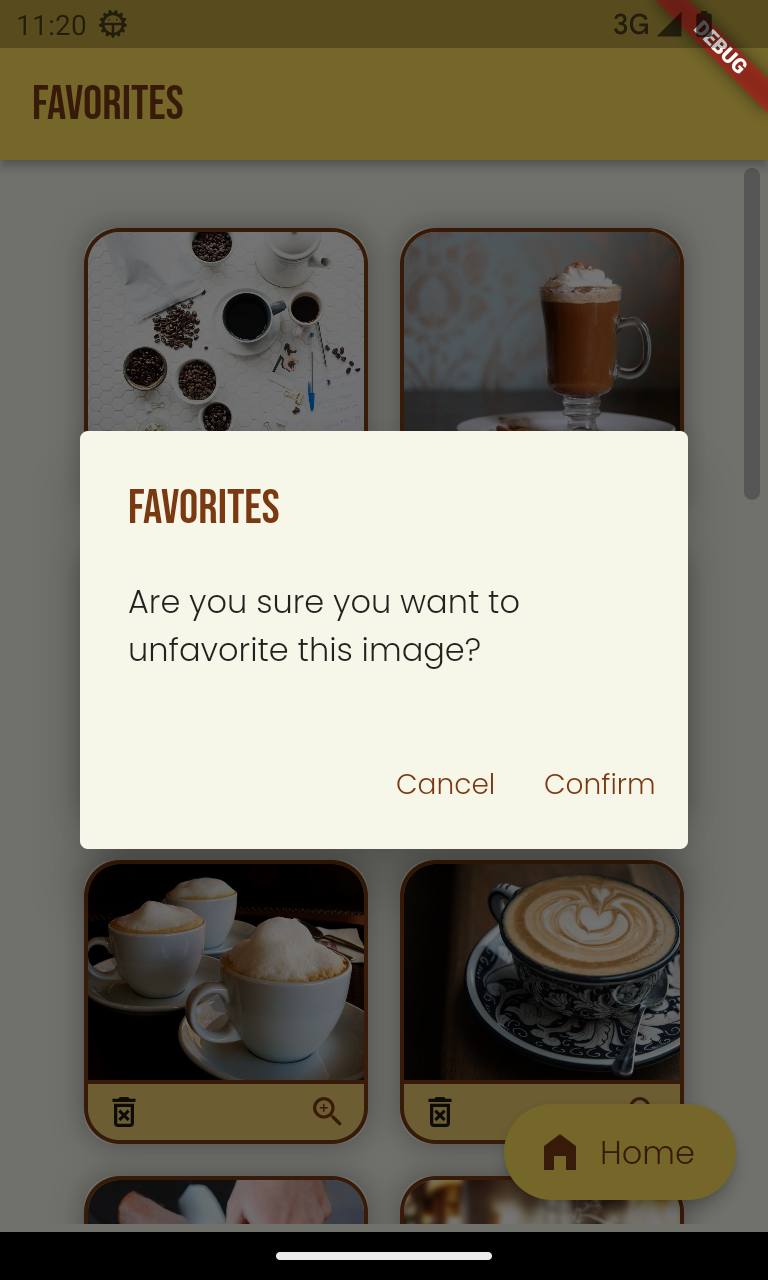 11:20
3G
DEBUG
FAVORITES
FAVORITES
Are you sure you want to
unfavorite this image?
Cancel
Confirm
Home